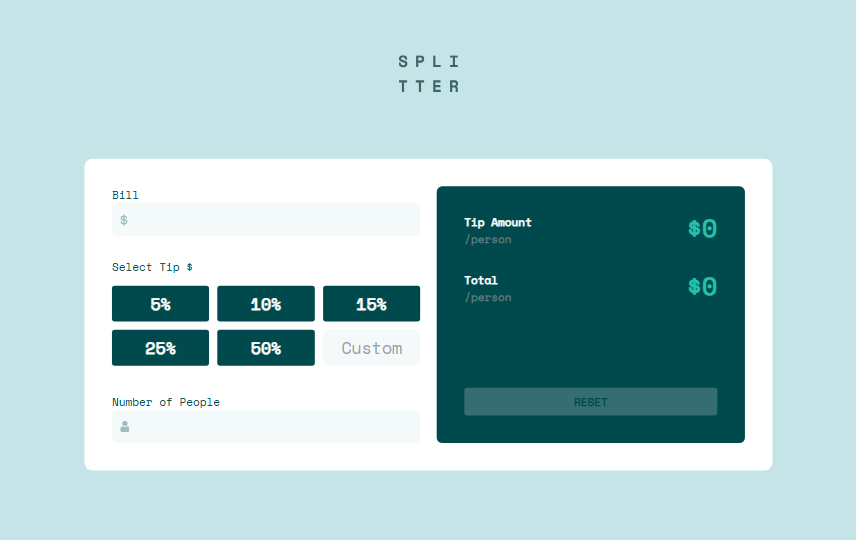 SPLI
TTER
Bill
$
Select Tip $
5% 10% 15%
25% 50% Custom
Number of People
Tip Amount
/person
$0
Total
/person
$0
RESET